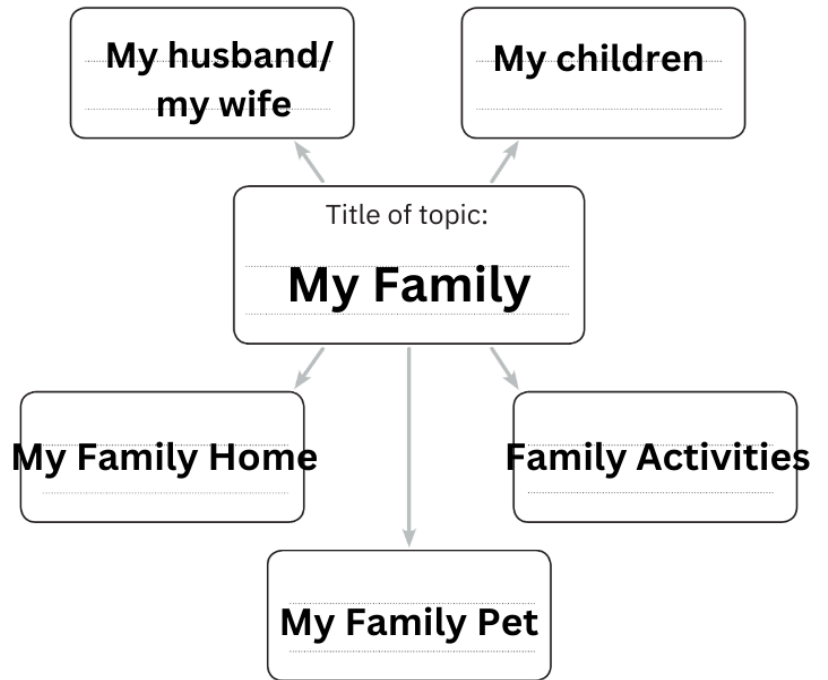 My husband/
my wife
My children
Title of topic:
My Family
My Family Home
Family Activities
My Family Pet